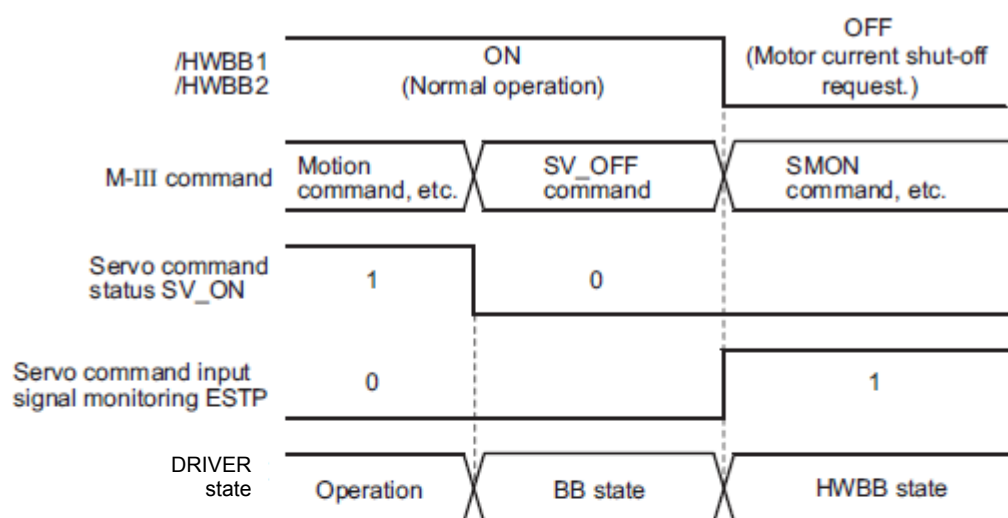 /HWBB1
/HWBB2
ON
(Normal operation)
OFF
(Motor current shut-off
request.)
M-III command
Motion
command, etc.
SV_OFF
command
SMON
command, etc.
Servo command
status SV_ON
1
0
Servo command input
signal monitoring ESTP
0
1
DRIVER
state
Operation
BB state
HWBB state